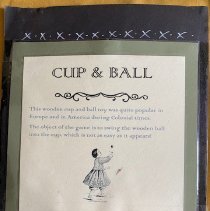 CUP & BALL
This wooden cup and ball toy was quite popular in
Europe and in America during Colonial times.
The object of the game is to swing the wooden ball
into the cup, which is not as easy as it appears!